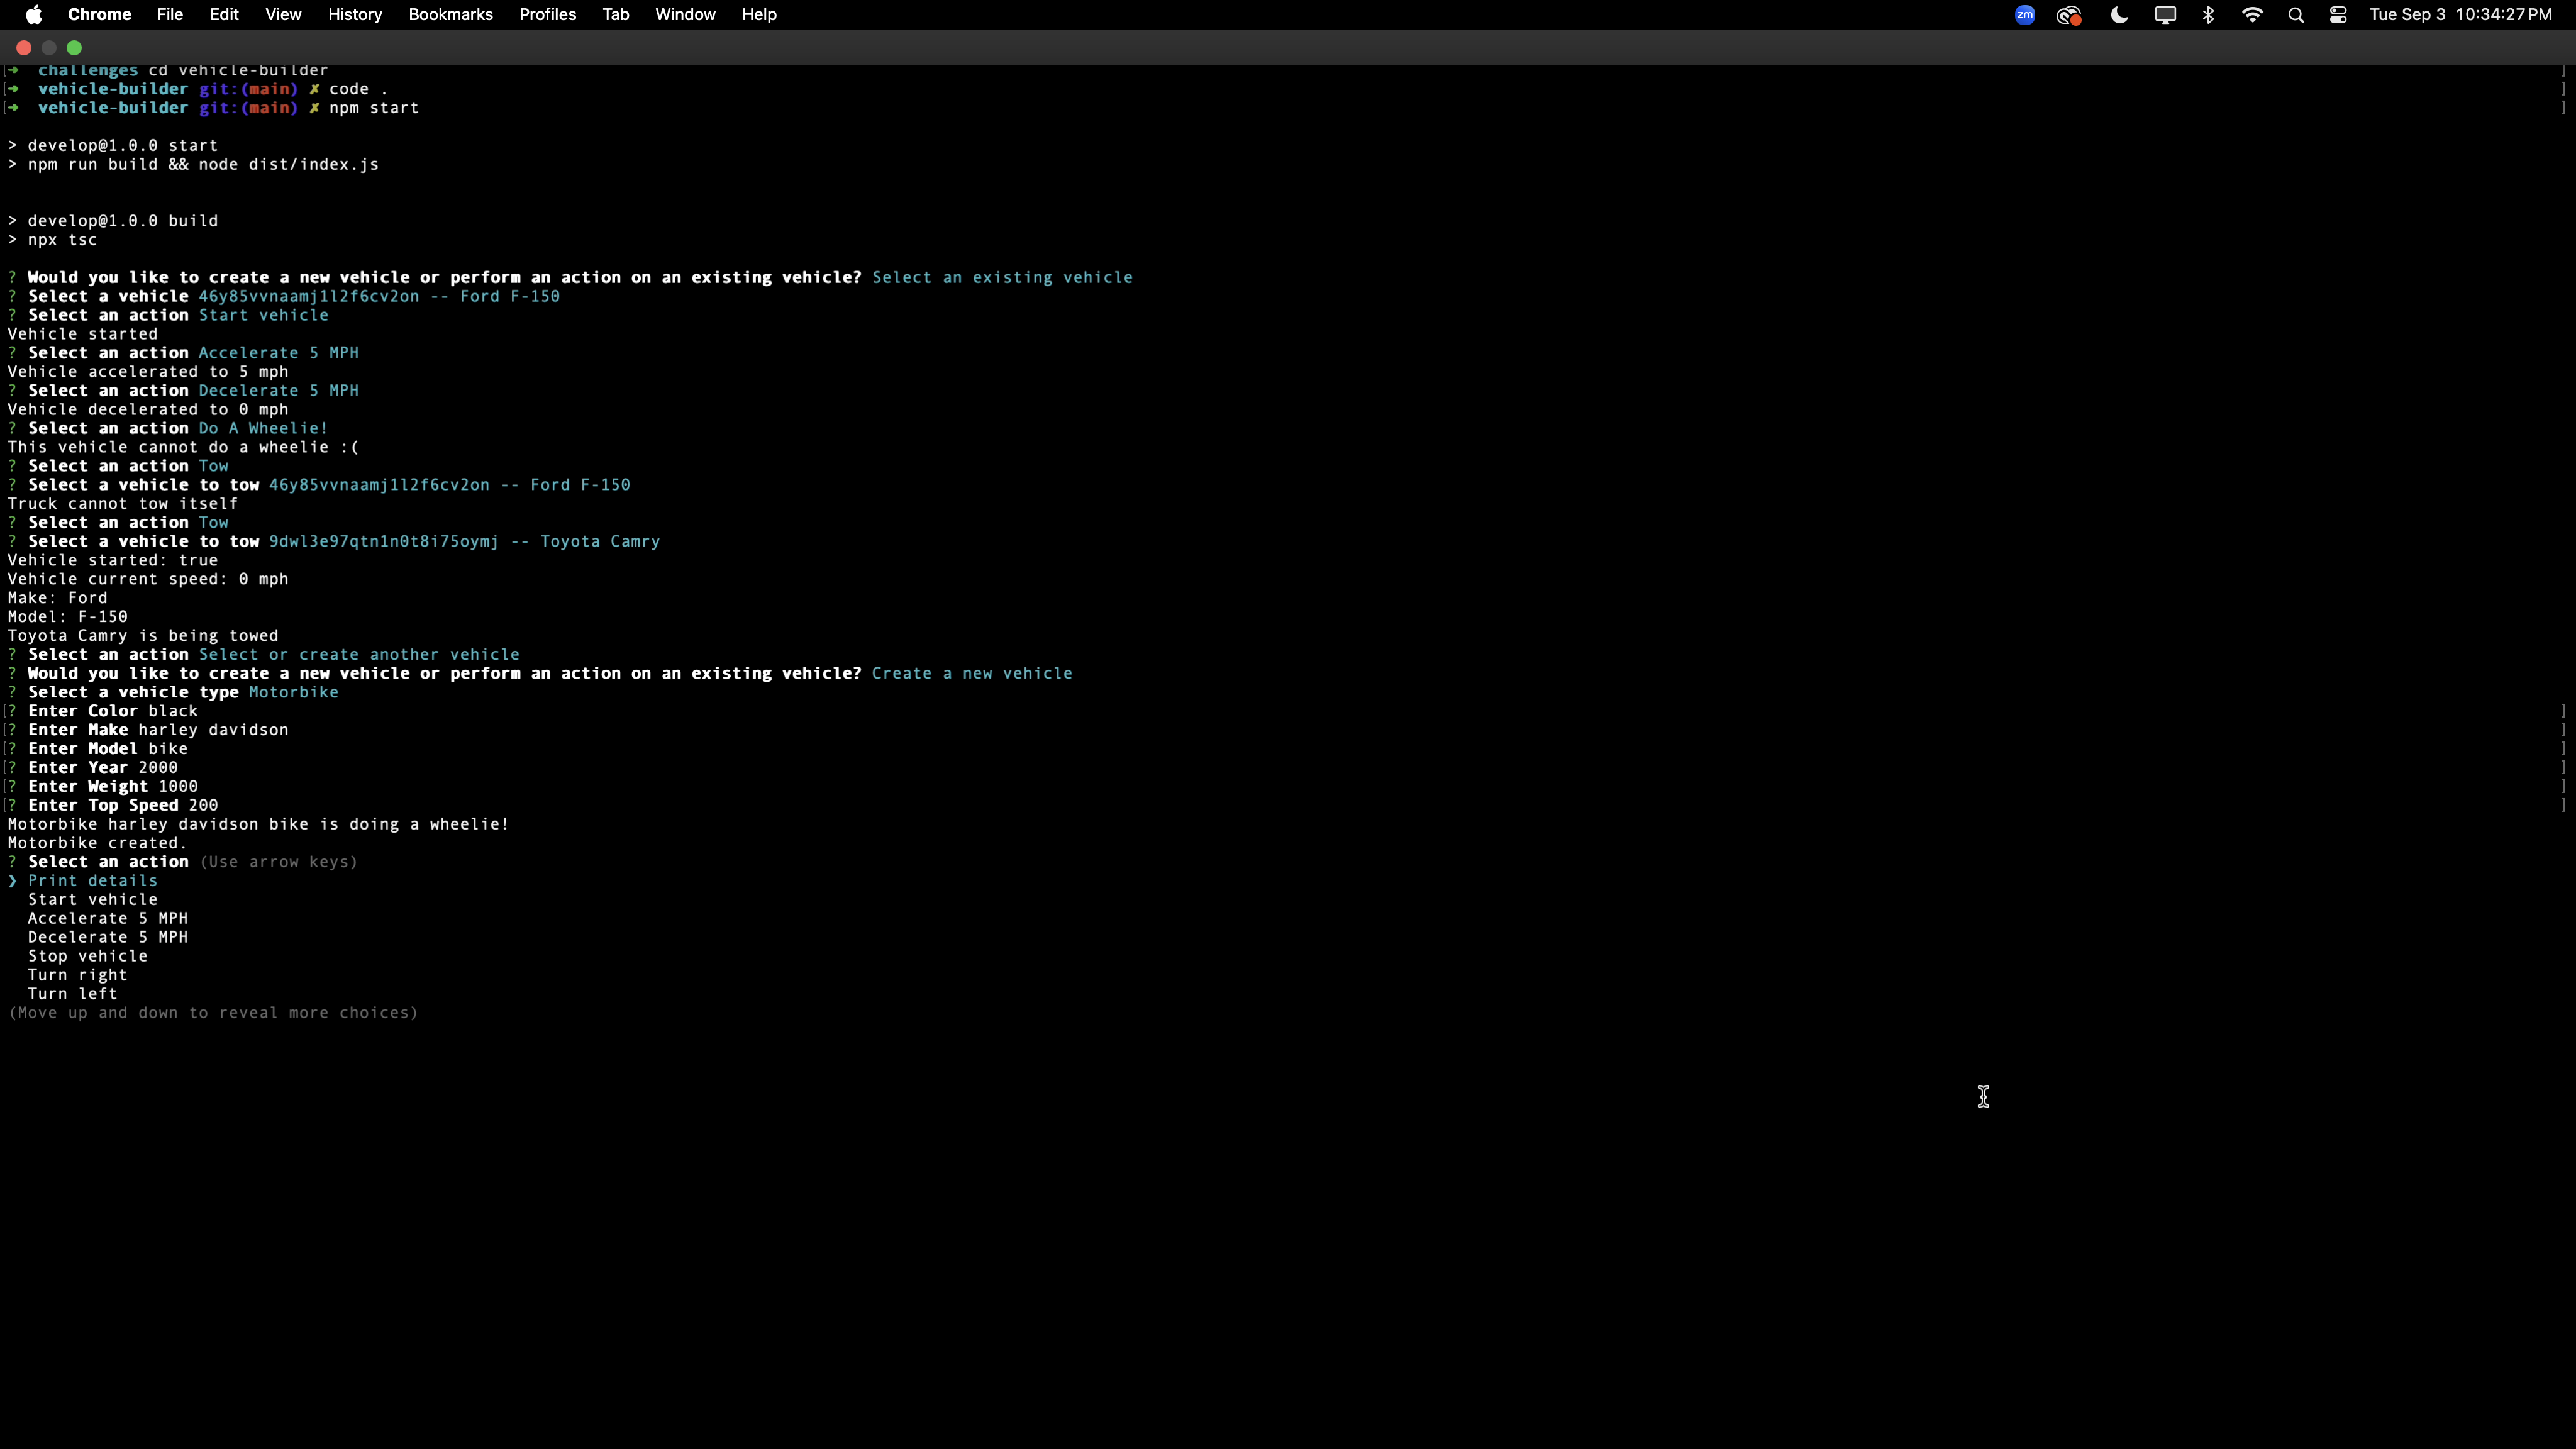 Chrome File Edit View History Bookmarks Profiles Tab Window Help zm Tue Sep 3 10:34:27 PM
[➜ challenges cd vehicle-builder ]
[➜ vehicle-builder git:(main) ✗ code . ]
[➜ vehicle-builder git:(main) ✗ npm start ]
> develop@1.0.0 start
> npm run build && node dist/index.js
> develop@1.0.0 build
> npx tsc
? Would you like to create a new vehicle or perform an action on an existing vehicle? Select an existing vehicle
? Select a vehicle 46y85vvnaamj1l2f6cv2on -- Ford F-150
? Select an action Start vehicle
Vehicle started
? Select an action Accelerate 5 MPH
Vehicle accelerated to 5 mph
? Select an action Decelerate 5 MPH
Vehicle decelerated to 0 mph
? Select an action Do A Wheelie!
This vehicle cannot do a wheelie :(
? Select an action Tow
? Select a vehicle to tow 46y85vvnaamj1l2f6cv2on -- Ford F-150
Truck cannot tow itself
? Select an action Tow
? Select a vehicle to tow 9dwl3e97qtn1n0t8i75oymj -- Toyota Camry
Vehicle started: true
Vehicle current speed: 0 mph
Make: Ford
Model: F-150
Toyota Camry is being towed
? Select an action Select or create another vehicle
? Would you like to create a new vehicle or perform an action on an existing vehicle? Create a new vehicle
? Select a vehicle type Motorbike
[? Enter Color black ]
[? Enter Make harley davidson ]
[? Enter Model bike ]
[? Enter Year 2000 ]
[? Enter Weight 1000 ]
[? Enter Top Speed 200 ]
Motorbike harley davidson bike is doing a wheelie!
Motorbike created.
? Select an action (Use arrow keys)
❯ Print details
Start vehicle
Accelerate 5 MPH
Decelerate 5 MPH
Stop vehicle
Turn right
Turn left
(Move up and down to reveal more choices)